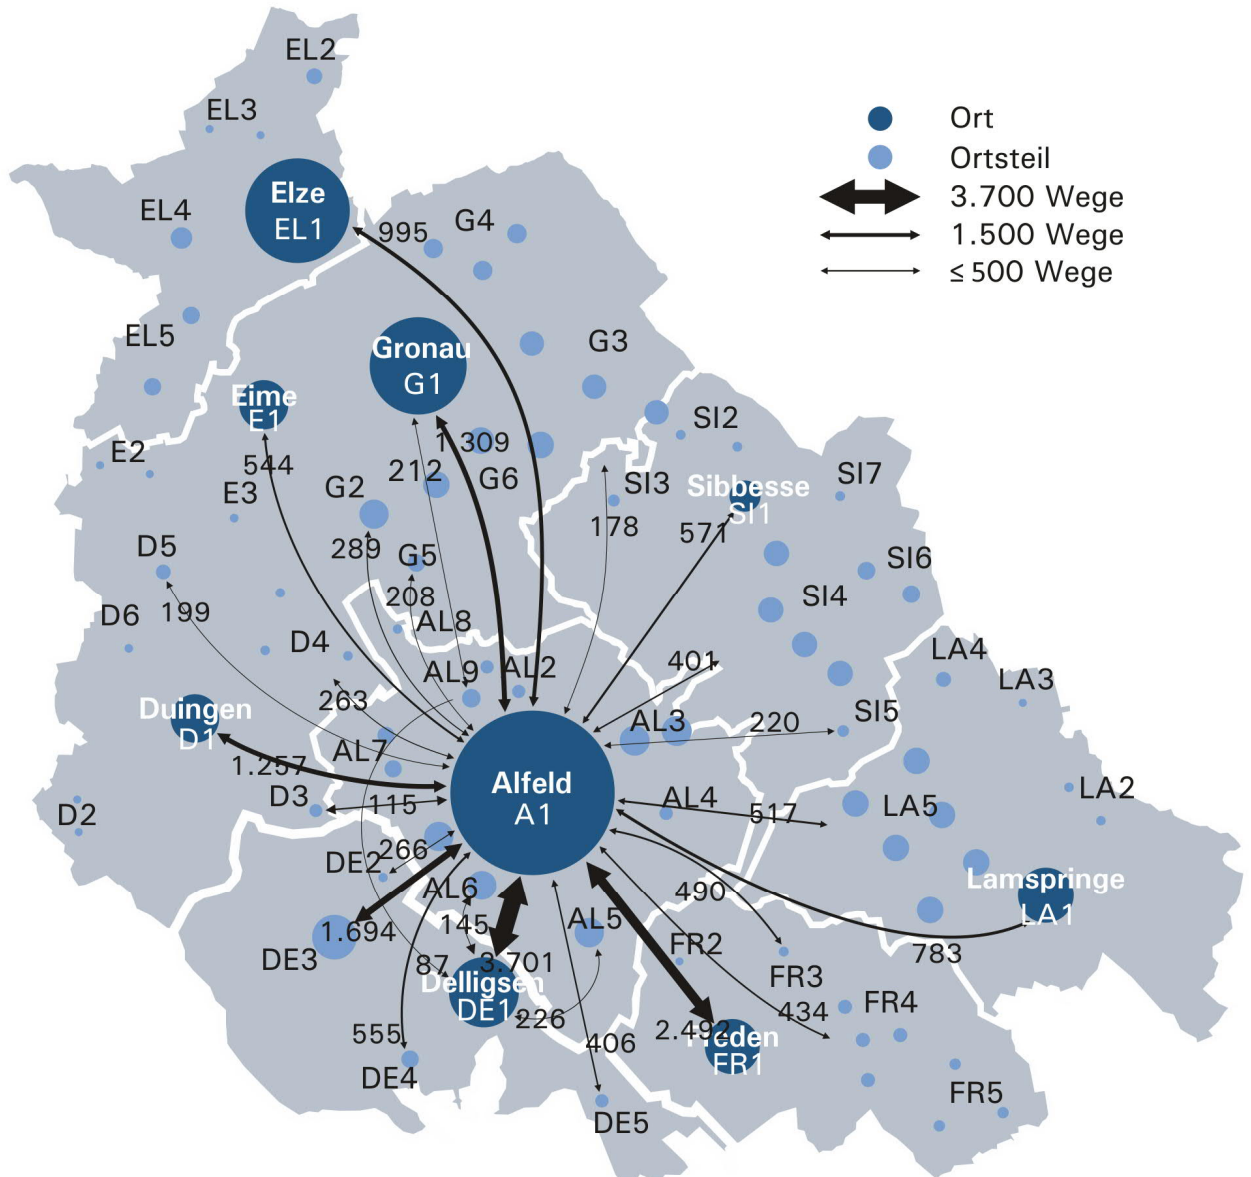 EL2
EL3
Ort
Ortsteil
3.700 Wege
1.500 Wege
≤ 500 Wege
Elze
EL1
EL4
995
G4
EL5
G3
Gronau
G1
Eime
E1
SI2
E2
544
1.309
212
G6
SI3
SI7
Sibbesse
SI1
G2
E3
178
571
D5
289
G5
SI6
199
208
SI4
D6
AL8
D4
AL9
AL2
401
LA4
LA3
263
Duingen
D1
AL3
220
SI5
AL7
1.257
Alfeld
A1
D3
115
AL4
517
LA5
LA2
D2
DE2
266
AL6
490
Lamspringe
LA1
145
AL5
1.694
DE3
87
3.701
FR2
783
Delligsen
DE1
FR3
226
434
FR4
555
406
2.492
Freden
FR1
DE4
FR5
DE5